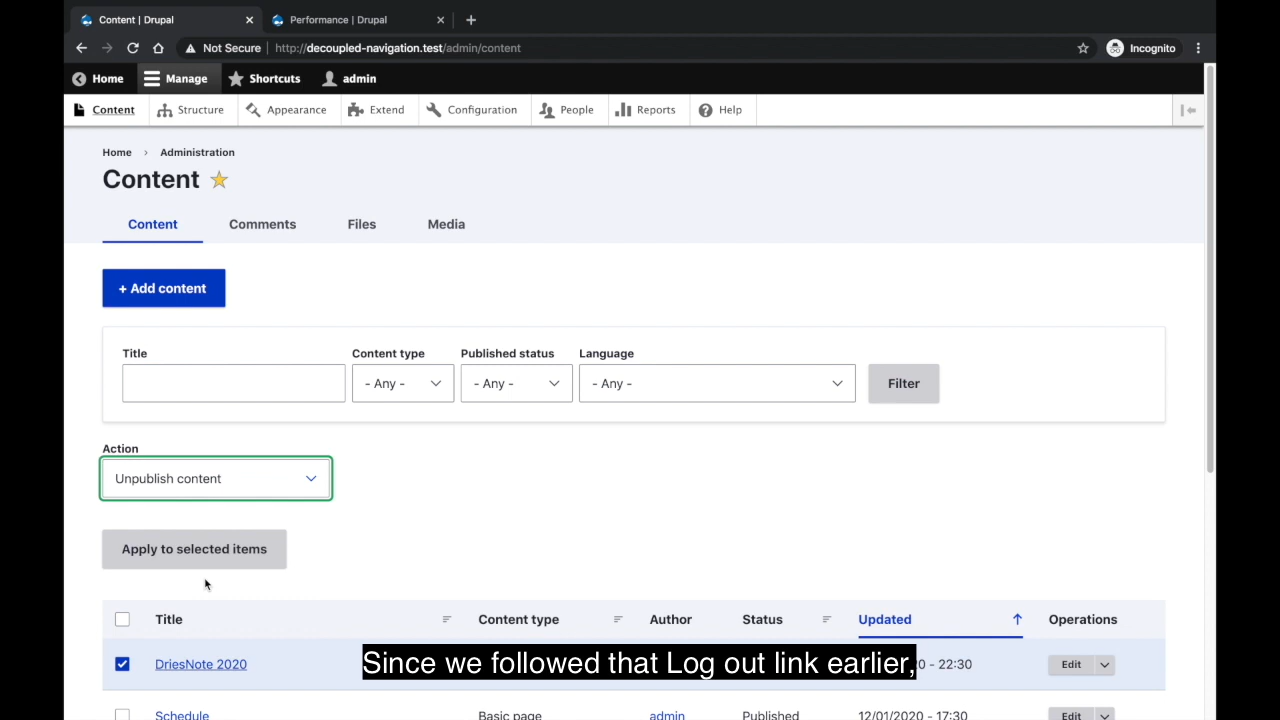 Content | Drupal
Performance | Drupal
Not Secure http://decoupled-navigation.test/admin/content Incognito
Home Manage Shortcuts admin
Content Structure Appearance Extend Configuration People Reports Help
Home › Administration
Content
Content Comments Files Media
+ Add content
Title Content type Published status Language
- Any - - Any - - Any - Filter
Action
Unpublish content
Apply to selected items
Title Content type Author Status Updated Operations
DriesNote 2020 0 - 22:30 Edit
Since we followed that Log out link earlier,
Schedule Basic page admin Published 12/01/2020 - 17:30 Edit